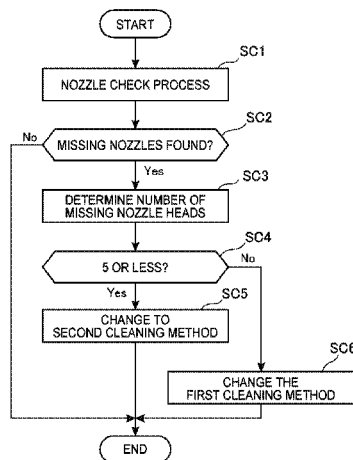 START
SC1
NOZZLE CHECK PROCESS
SC2
No
MISSING NOZZLES FOUND?
Yes
SC3
DETERMINE NUMBER OF
MISSING NOZZLE HEADS
SC4
5 OR LESS?
No
Yes
SC5
CHANGE TO
SECOND CLEANING METHOD
SC6
CHANGE THE
FIRST CLEANING METHOD
END